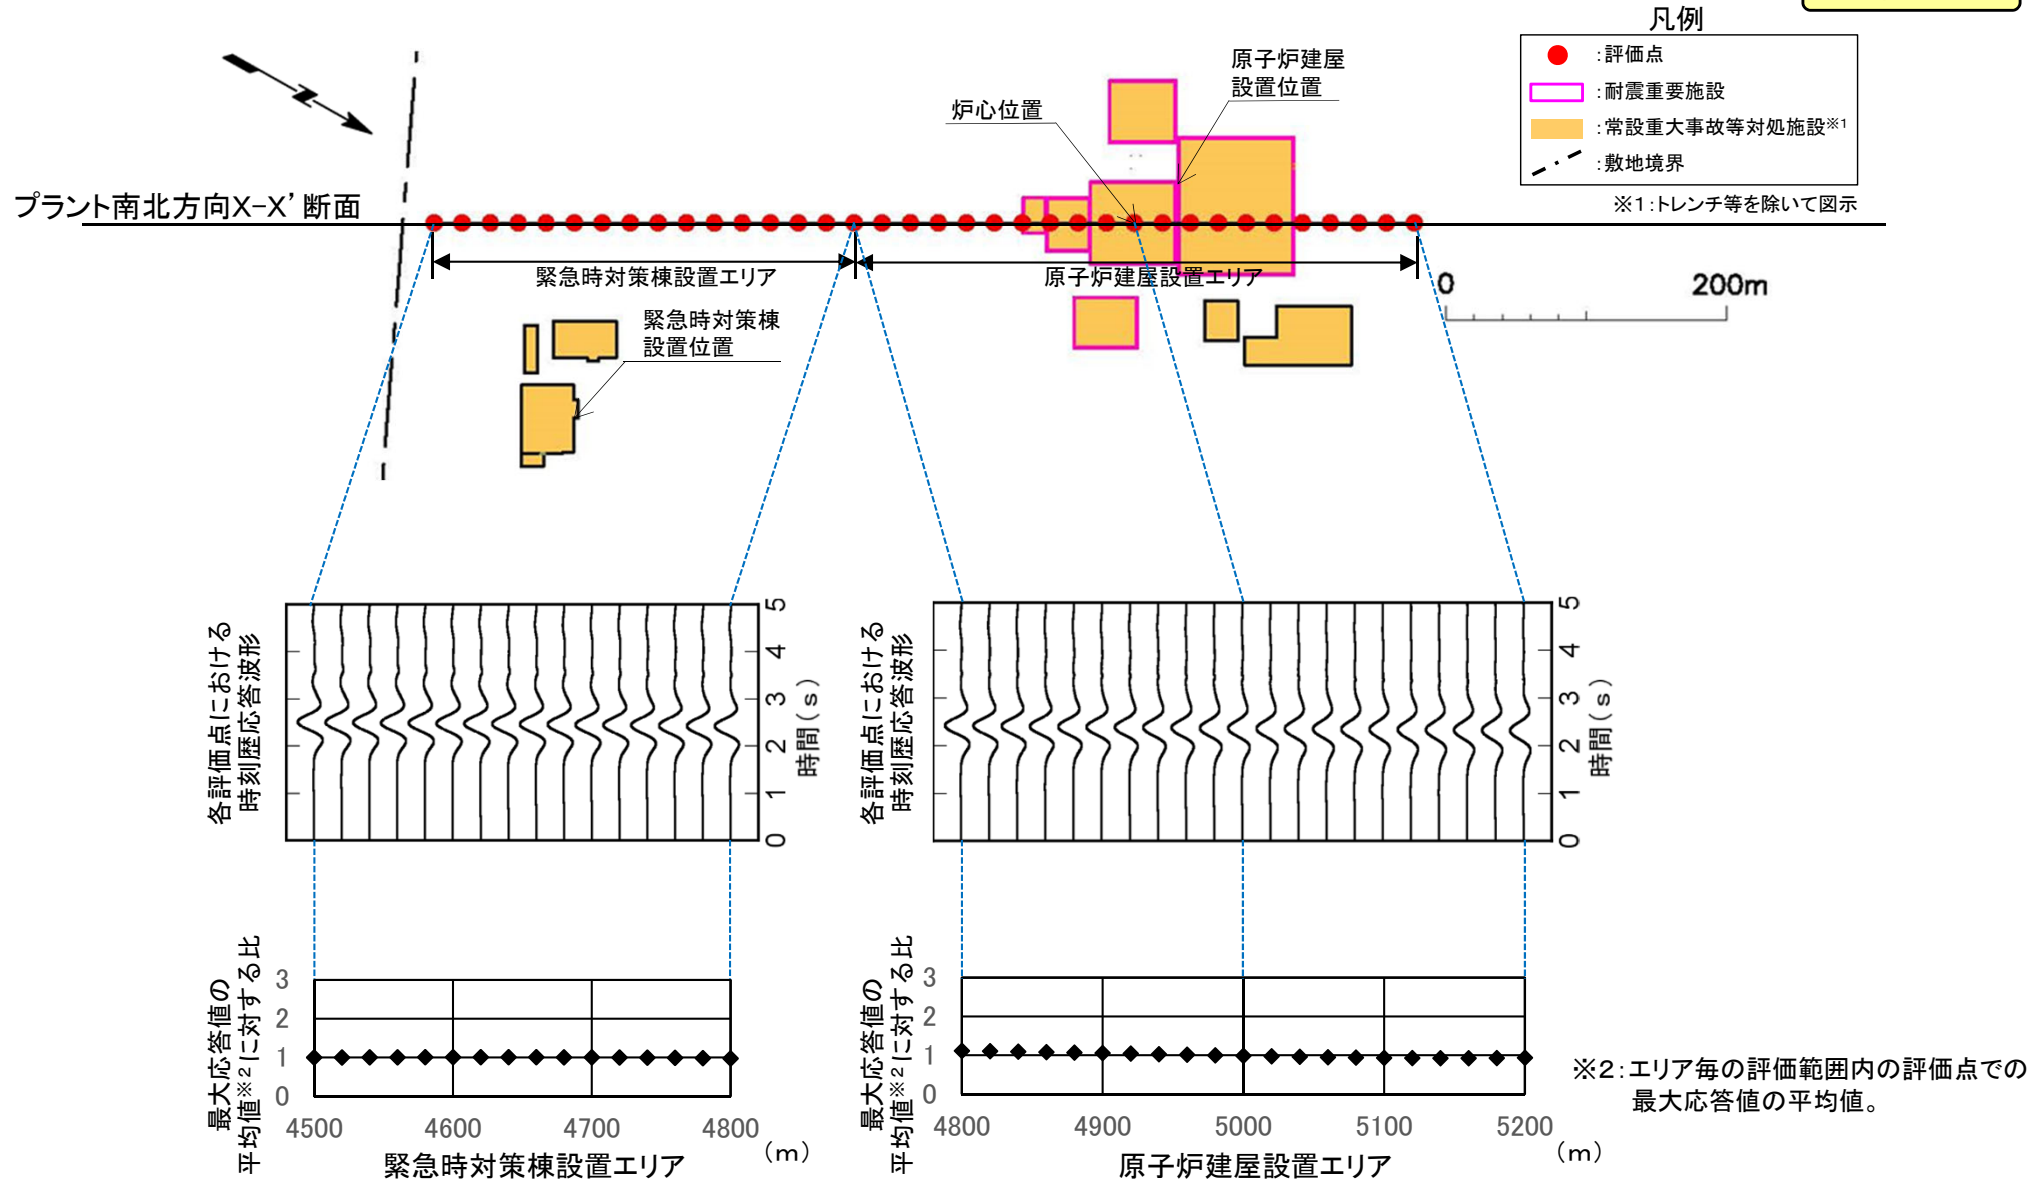 凡例
:評価点
:耐震重要施設
:常設重大事故等対処施設※1
:敷地境界
※1:トレンチ等を除いて図示
原子炉建屋
設置位置
炉心位置
プラント南北方向X-X’断面
緊急時対策棟設置エリア
原子炉建屋設置エリア
0 200m
緊急時対策棟
設置位置
各評価点における
時刻歴応答波形
5
4
3
2
1
0
時間(s)
各評価点における
時刻歴応答波形
5
4
3
2
1
0
時間(s)
最大応答値の
平均値※2に対する比
3
2
1
0
4500 4600 4700 4800
(m)
緊急時対策棟設置エリア
最大応答値の
平均値※2に対する比
3
2
1
0
4800 4900 5000 5100 5200
(m)
原子炉建屋設置エリア
※2:エリア毎の評価範囲内の評価点での
最大応答値の平均値。